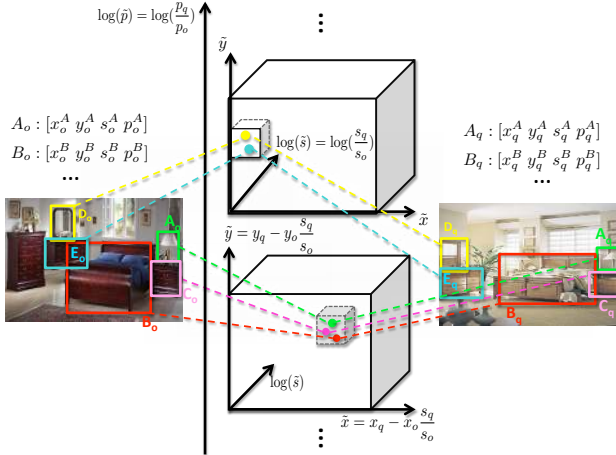 log(p̃) = log(p_q/p_o)
⋮
ỹ
A_o : [x_o^A y_o^A s_o^A p_o^A]
B_o : [x_o^B y_o^B s_o^B p_o^B]
...
log(s̃) = log(s_q/s_o)
A_q : [x_q^A y_q^A s_q^A p_q^A]
B_q : [x_q^B y_q^B s_q^B p_q^B]
...
x̃
D_o
A_o
E_o
C_o
B_o
ỹ = y_q − y_o s_q/s_o
D_q
A
E_q
C_q
B_q
log(s̃)
x̃ = x_q − x_o s_q/s_o
⋮